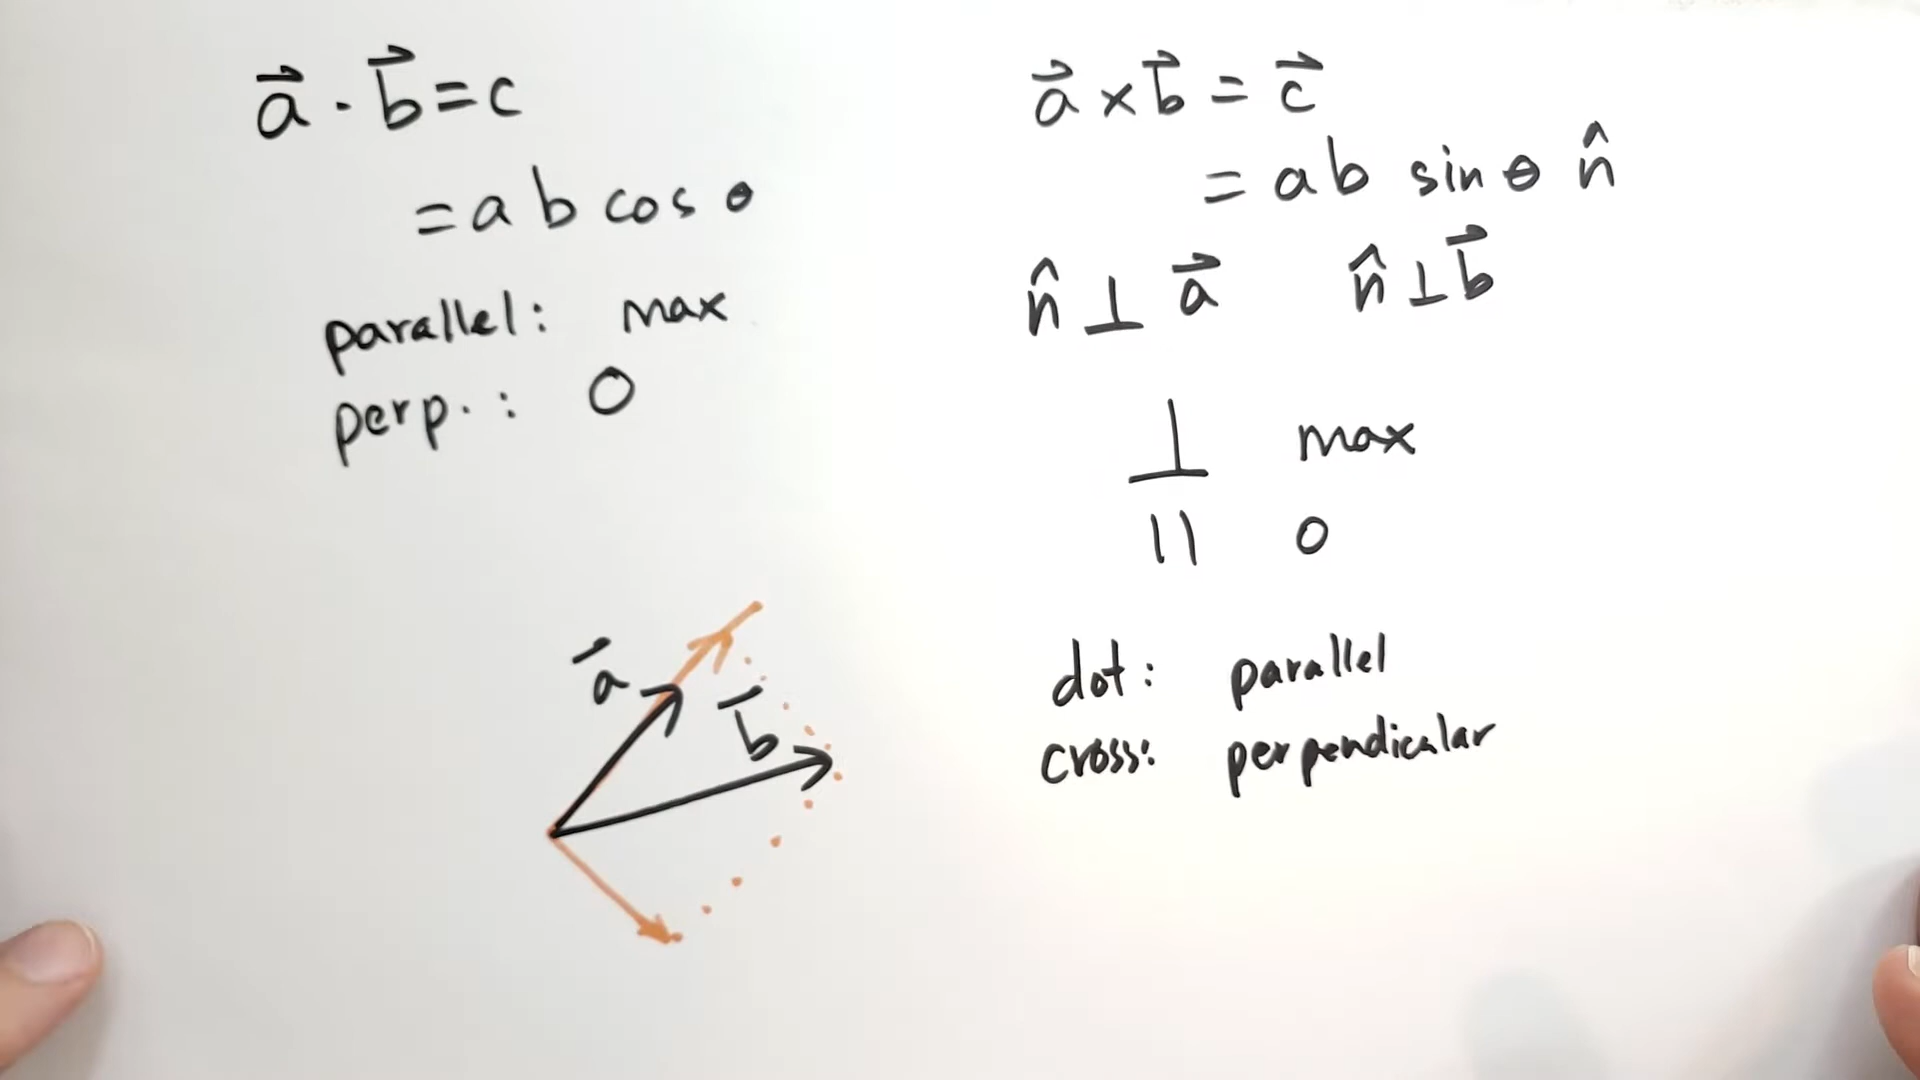 a⃗ · b⃗ = c
= a b cos θ
parallel: max
perp. : 0
a⃗ × b⃗ = c⃗
= a b sin θ n̂
n̂ ⊥ a⃗ n̂ ⊥ b⃗
⊥ max
|| 0
a⃗
b⃗
dot: parallel
cross: perpendicular